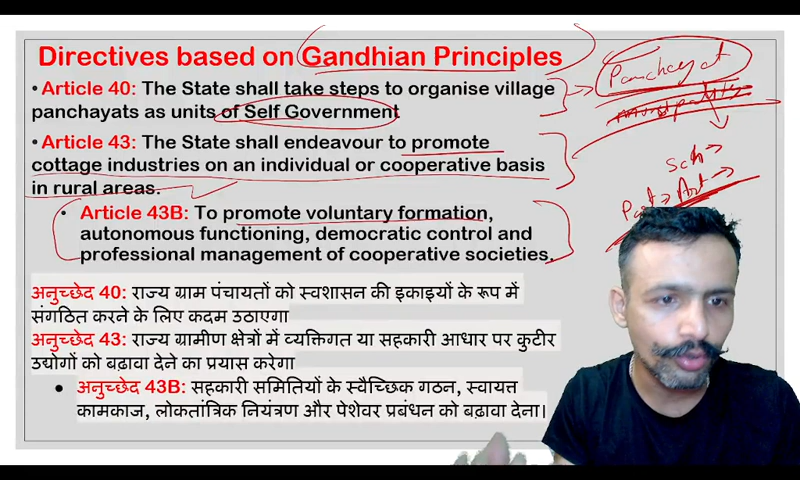 Directives based on Gandhian Principles
• Article 40: The State shall take steps to organise village
panchayats as units of Self Government
• Article 43: The State shall endeavour to promote
cottage industries on an individual or cooperative basis
in rural areas.
• Article 43B: To promote voluntary formation,
autonomous functioning, democratic control and
professional management of cooperative societies.
Panchayat
Municipality
Sch →
Part → Art →
अनुच्छेद 40: राज्य ग्राम पंचायतों को स्वशासन की इकाइयों के रूप में
संगठित करने के लिए कदम उठाएगा
अनुच्छेद 43: राज्य ग्रामीण क्षेत्रों में व्यक्तिगत या सहकारी आधार पर कुटीर
उद्योगों को बढ़ावा देने का प्रयास करेगा
• अनुच्छेद 43B: सहकारी समितियों के स्वैच्छिक गठन, स्वायत्त
कामकाज, लोकतांत्रिक नियंत्रण और पेशेवर प्रबंधन को बढ़ावा देना।